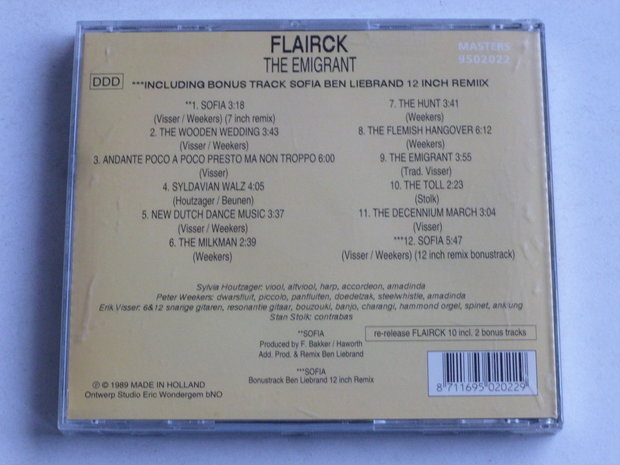 FLAIRCK
THE EMIGRANT
MASTERS
9502022
DDD
***INCLUDING BONUS TRACK SOFIA BEN LIEBRAND 12 INCH REMIIX
**1. SOFIA 3:18
(Visser / Weekers) (7 inch remix)
2. THE WOODEN WEDDING 3:43
(Visser / Weekers)
3. ANDANTE POCO A POCO PRESTO MA NON TROPPO 6:00
(Visser)
4. SYLDAVIAN WALZ 4:05
(Houtzager / Beunen)
5. NEW DUTCH DANCE MUSIC 3:37
(Visser / Weekers)
6. THE MILKMAN 2:39
(Weekers)
7. THE HUNT 3:41
(Weekers)
8. THE FLEMISH HANGOVER 6:12
(Weekers)
9. THE EMIGRANT 3:55
(Trad. Visser)
10. THE TOLL 2:23
(Stolk)
11. THE DECENNIUM MARCH 3:04
(Visser)
***12. SOFIA 5:47
(Visser / Weekers) (12 inch remix bonustrack)
Sylvia Houtzager: viool, altviool, harp, accordeon, amadinda
Peter Weekers: dwarsfluit, piccolo, panfluiten, doedelzak, steelwhistle, amadinda
Erik Visser: 6&12 snarige gitaren, resonantie gitaar, bouzouki, banjo, charangi, hammond orgel, spinet, anklung
Stan Stolk: contrabas
**SOFIA
Produced by F. Bakker / Haworth
Add. Prod. & Remix Ben Liebrand
***SOFIA
Bonustrack Ben Liebrand 12 inch Remix
re-release FLAIRCK 10 incl. 2 bonus tracks
℗ © 1989 MADE IN HOLLAND
Ontwerp Studio Eric Wondergem bNO
8 711695 020229